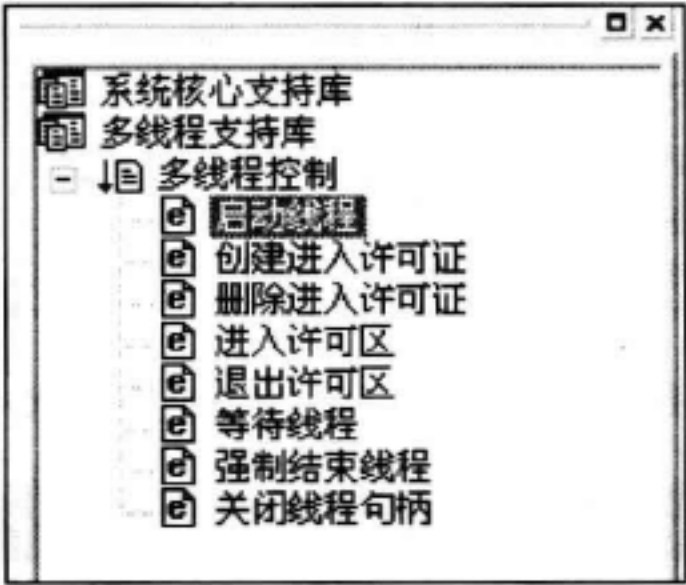 系统核心支持库
多线程支持库
多线程控制
启动线程
创建进入许可证
删除进入许可证
进入许可区
退出许可区
等待线程
强制结束线程
关闭线程句柄